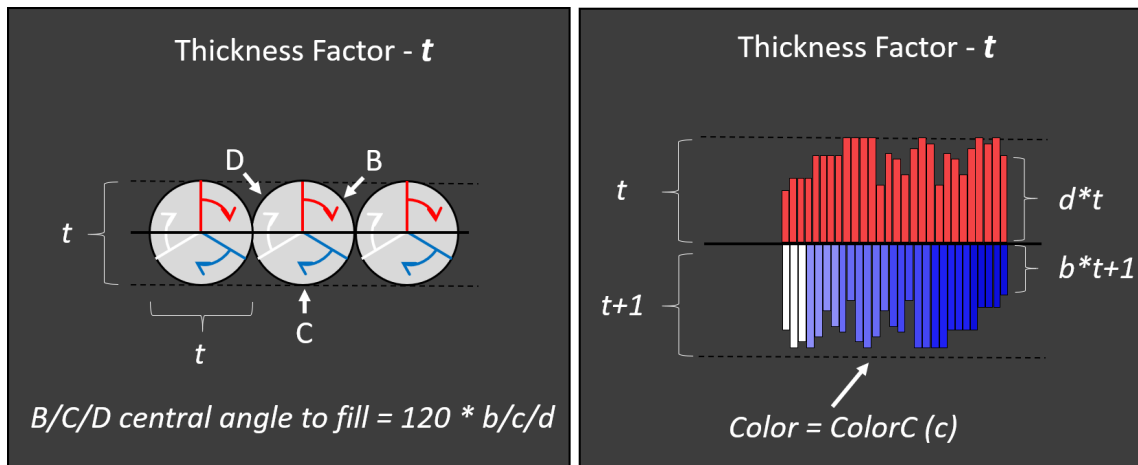 Thickness Factor - t
D
B
t
t
C
B/C/D central angle to fill = 120 * b/c/d
Thickness Factor - t
t
d*t
b*t+1
t+1
Color = ColorC (c)